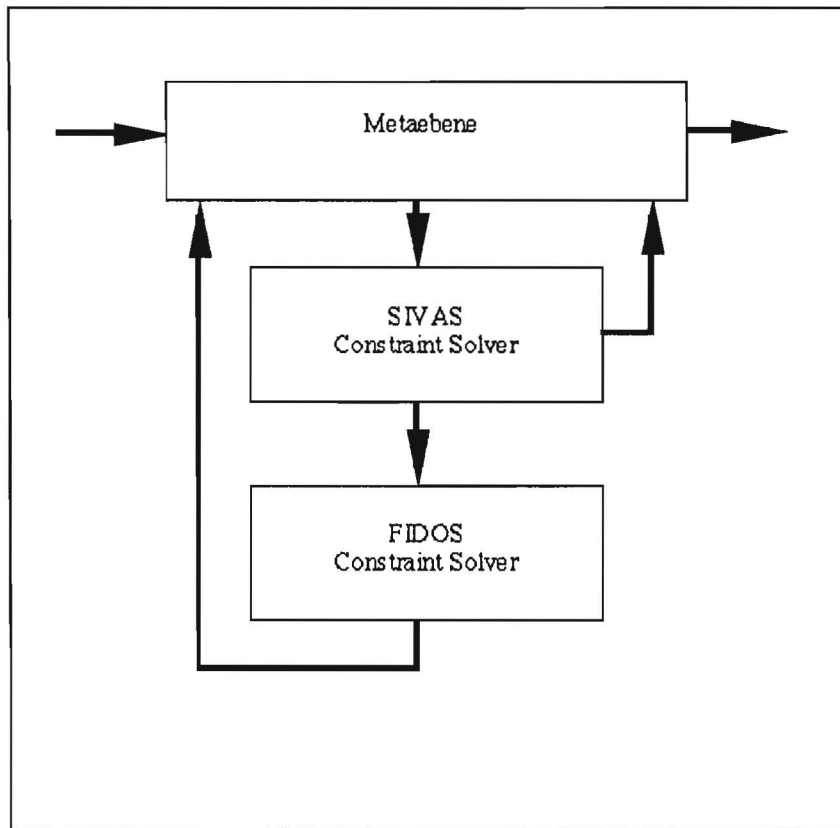 Metaebene
SIVAS
Constraint Solver
FIDOS
Constraint Solver